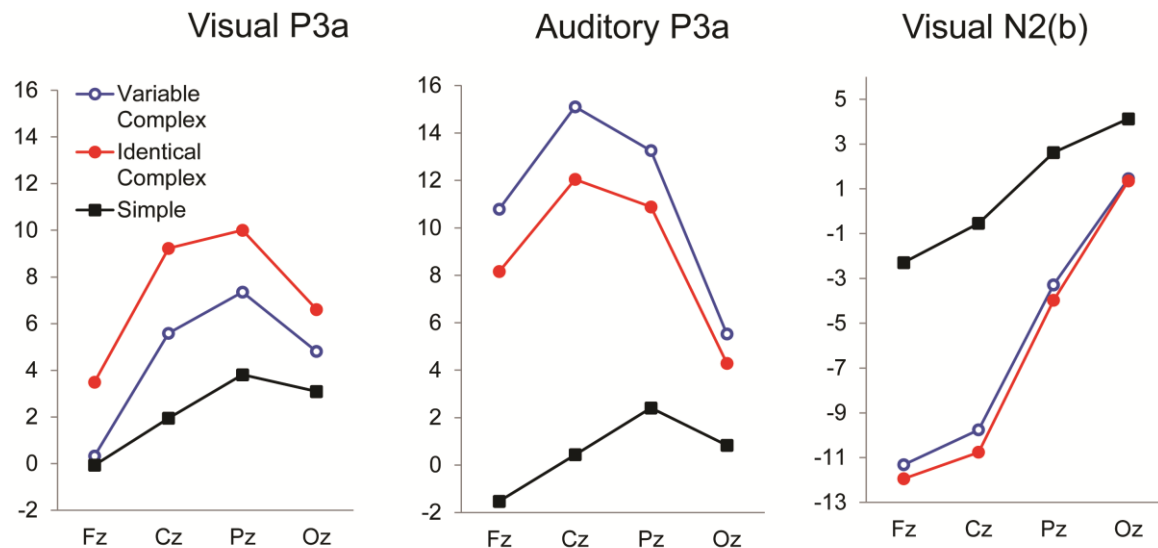 Visual P3a
Auditory P3a
Visual N2(b)
16
14
12
10
8
6
4
2
0
-2
Variable
Complex
Identical
Complex
Simple
Fz Cz Pz Oz
16
14
12
10
8
6
4
2
0
-2
Fz Cz Pz Oz
5
3
1
-1
-3
-5
-7
-9
-11
-13
Fz Cz Pz Oz